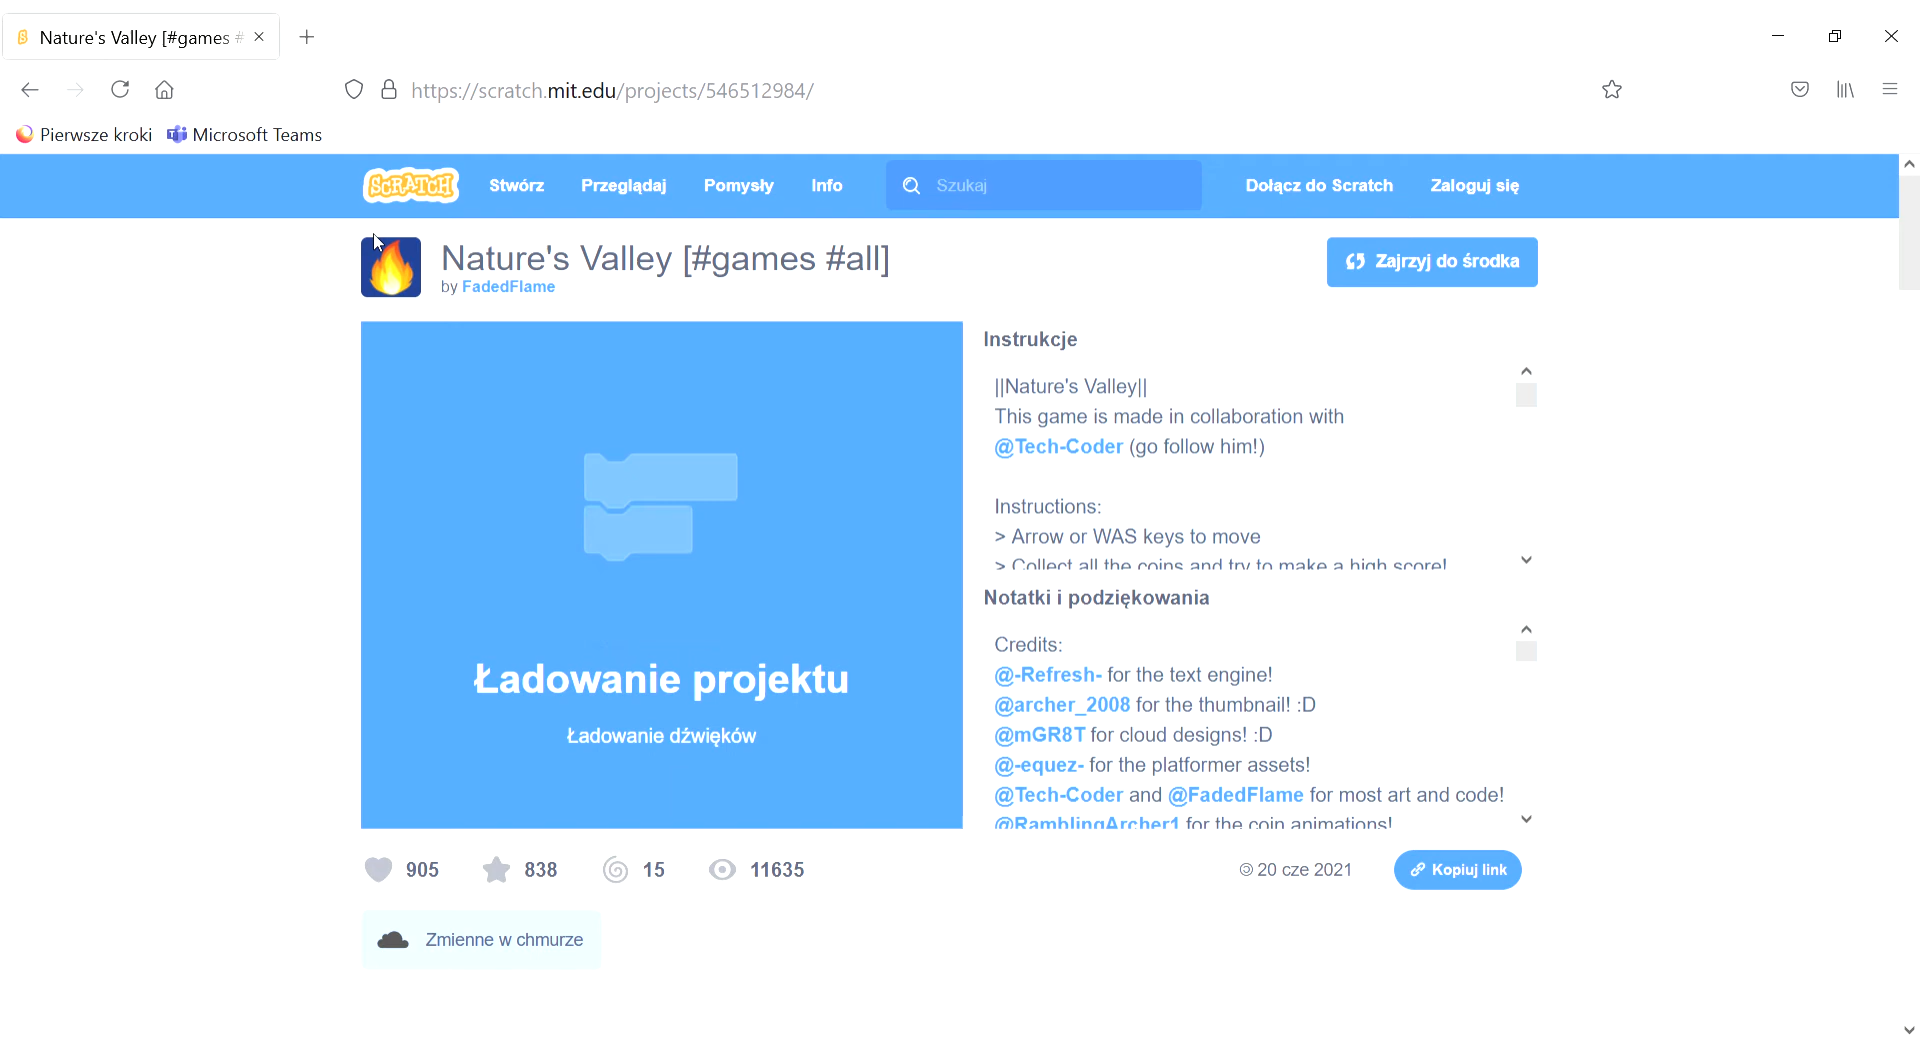 Nature's Valley [#games #
https://scratch.mit.edu/projects/546512984/
Pierwsze kroki
Microsoft Teams
SCRATCH
Stwórz
Przeglądaj
Pomysły
Info
Szukaj
Dołącz do Scratch
Zaloguj się
Nature's Valley [#games #all]
by FadedFlame
Zajrzyj do środka
Ładowanie projektu
Ładowanie dźwięków
Instrukcje
||Nature's Valley||
This game is made in collaboration with
@Tech-Coder (go follow him!)
Instructions:
> Arrow or WAS keys to move
> Collect all the coins and try to make a high score!
Notatki i podziękowania
Credits:
@-Refresh- for the text engine!
@archer_2008 for the thumbnail! :D
@mGR8T for cloud designs! :D
@-equez- for the platformer assets!
@Tech-Coder and @FadedFlame for most art and code!
@RamblingArcher1 for the coin animations!
905
838
15
11635
© 20 cze 2021
Kopiuj link
Zmienne w chmurze